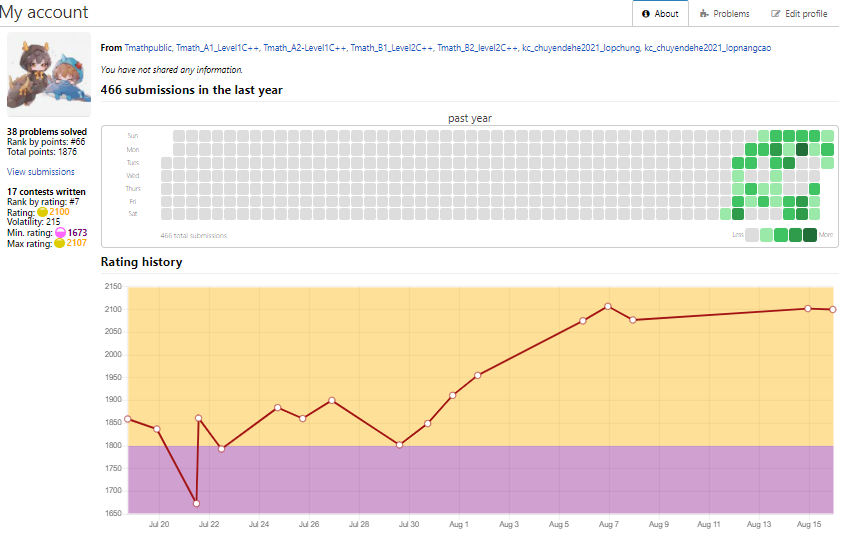 My account
About
Problems
Edit profile
From Tmathpublic, Tmath_A1_Level1C++, Tmath_A2-Level1C++, Tmath_B1_Level2C++, Tmath_B2_level2C++, kc_chuyendehe2021_lopchung, kc_chuyendehe2021_lopnangcao
You have not shared any information.
466 submissions in the last year
38 problems solved
Rank by points: #66
Total points: 1876
View submissions
17 contests written
Rank by rating: #7
Rating: 2100
Volatility: 215
Min. rating: 1673
Max rating: 2107
past year
Sun
Mon
Tues
Wed
Thurs
Fri
Sat
466 total submissions
Less
More
Rating history
2150
2100
2050
2000
1950
1900
1850
1800
1750
1700
1650
Jul 20 Jul 22 Jul 24 Jul 26 Jul 28 Jul 30 Aug 1 Aug 3 Aug 5 Aug 7 Aug 9 Aug 11 Aug 13 Aug 15